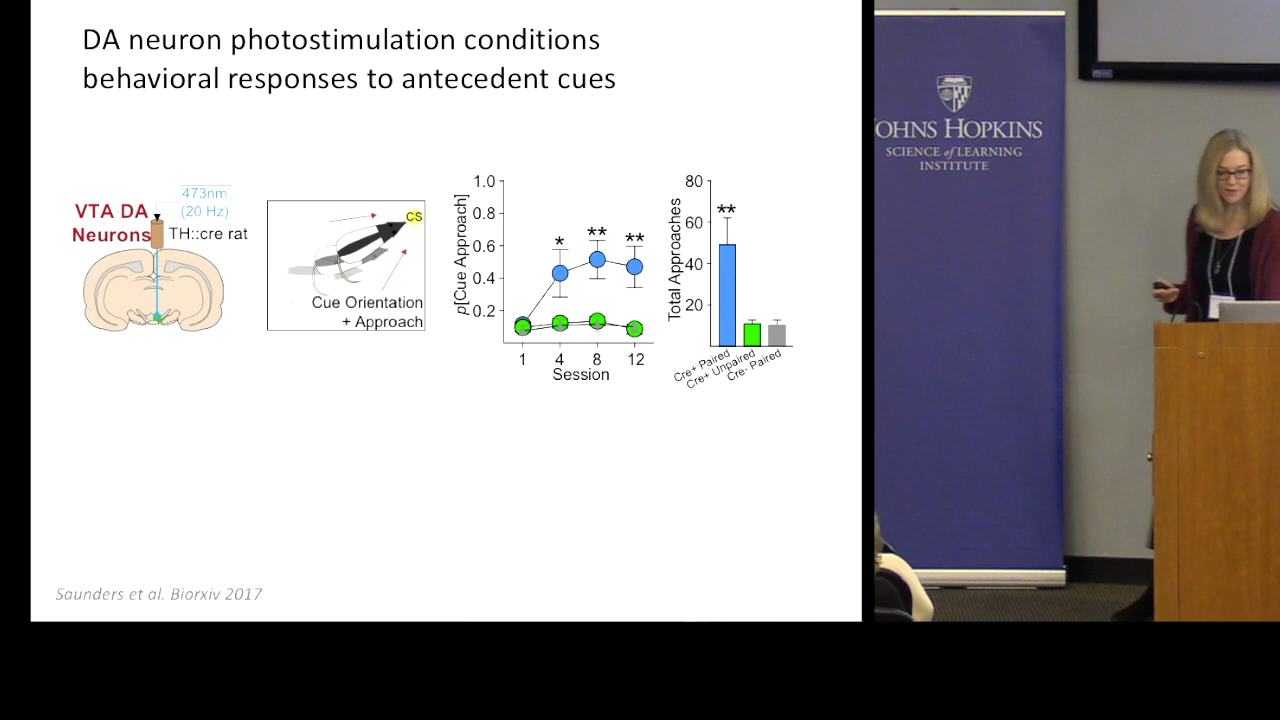 DA neuron photostimulation conditions
behavioral responses to antecedent cues
473nm
(20 Hz)
VTA DA
Neurons
TH::cre rat
CS
Cue Orientation
+ Approach
p[Cue Approach]
1.0
0.8
0.6
0.4
0.2
*
**
**
1
4
8
12
Session
Total Approaches
80
60
40
20
**
Cre+ Paired
Cre+ Unpaired
Cre- Paired
Saunders et al. Biorxiv 2017
JOHNS HOPKINS
SCIENCE of LEARNING
INSTITUTE